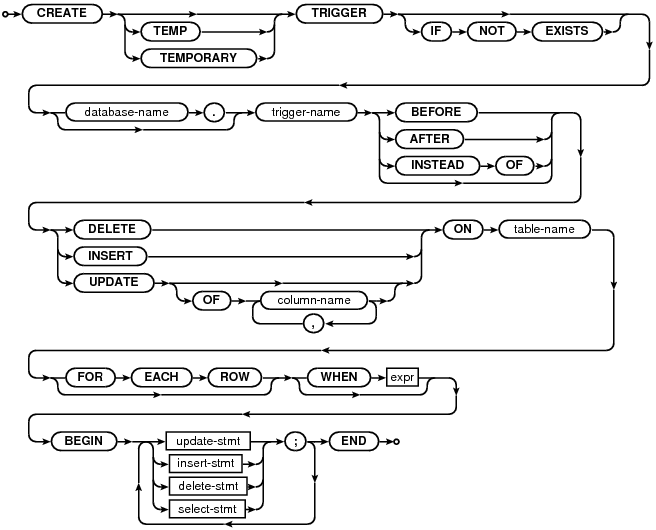 CREATE TRIGGER
TEMP IF NOT EXISTS
TEMPORARY
database-name . trigger-name BEFORE
AFTER
INSTEAD OF
DELETE ON table-name
INSERT
UPDATE
OF column-name
,
FOR EACH ROW WHEN expr
BEGIN update-stmt ; END
insert-stmt
delete-stmt
select-stmt